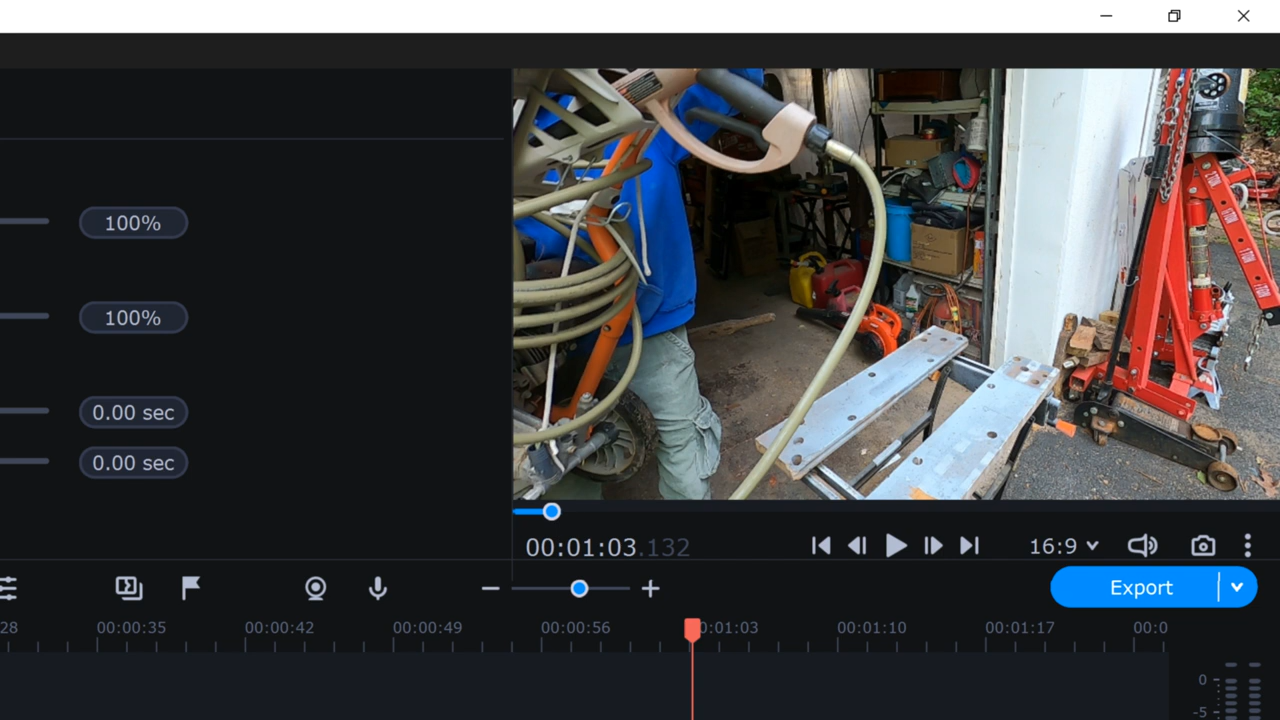 100%
100%
0.00 sec
0.00 sec
00:01:03.132
16:9
Export
28 00:00:35 00:00:42 00:00:49 00:00:56 00:01:03 00:01:10 00:01:17 00:0
0
-5